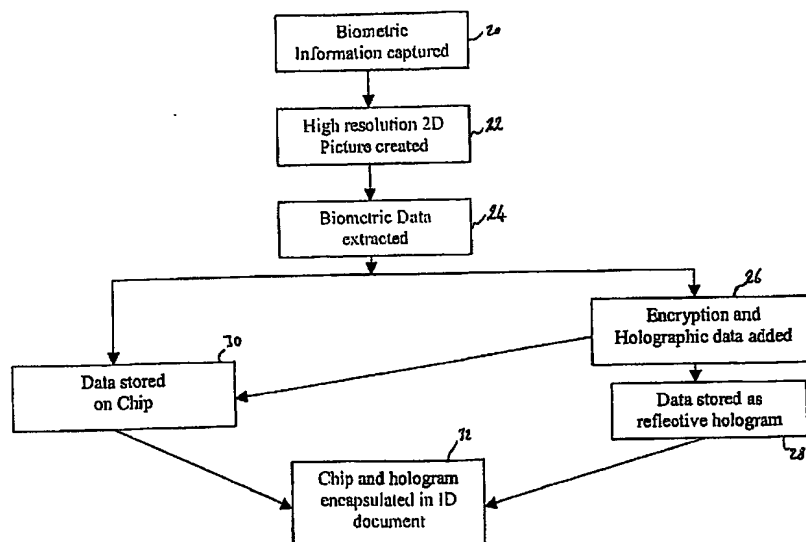 Biometric
Information captured
20
High resolution 2D
Picture created
22
Biometric Data
extracted
24
26
Encryption and
Holographic data added
30
Data stored
on Chip
Data stored as
reflective hologram
28
32
Chip and hologram
encapsulated in ID
document